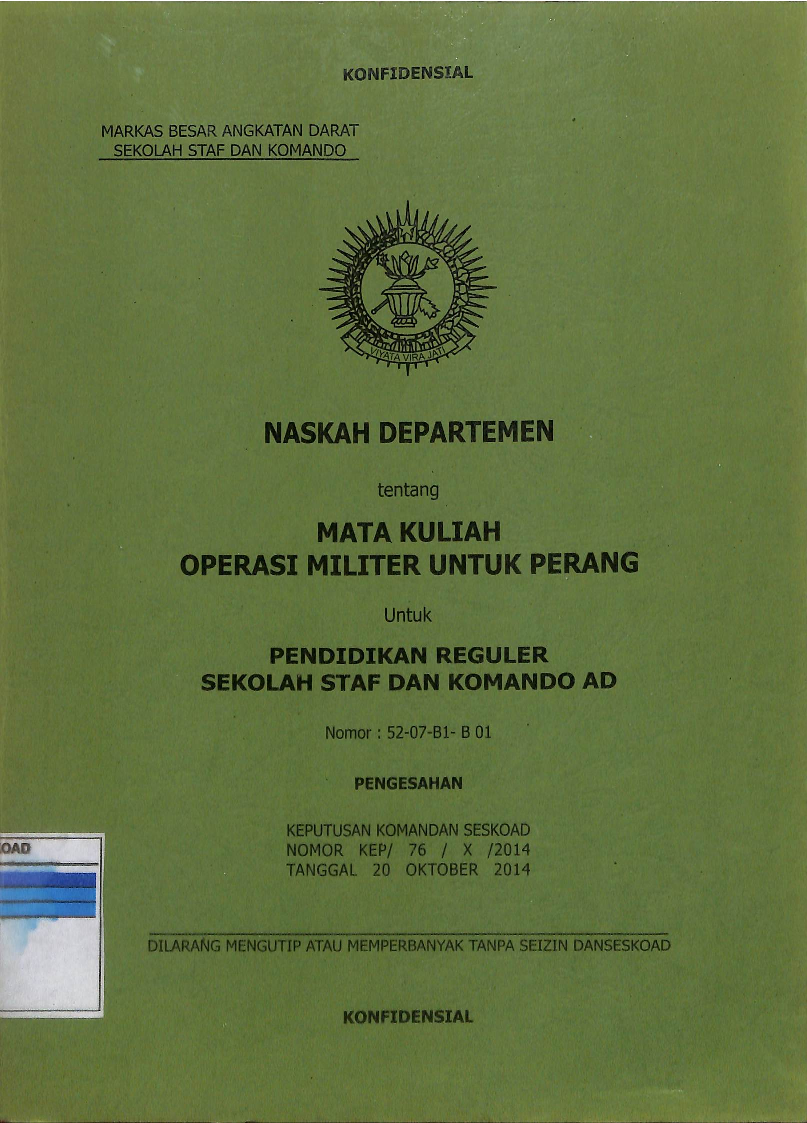 KONFIDENSIAL
MARKAS BESAR ANGKATAN DARAT
SEKOLAH STAF DAN KOMANDO
VIYATA VIRA JATI
NASKAH DEPARTEMEN
tentang
MATA KULIAH
OPERASI MILITER UNTUK PERANG
Untuk
PENDIDIKAN REGULER
SEKOLAH STAF DAN KOMANDO AD
Nomor : 52-07-B1- B 01
PENGESAHAN
KEPUTUSAN KOMANDAN SESKOAD
NOMOR KEP/ 76 / X /2014
TANGGAL 20 OKTOBER 2014
OAD
DILARANG MENGUTIP ATAU MEMPERBANYAK TANPA SEIZIN DANSESKOAD
KONFIDENSIAL